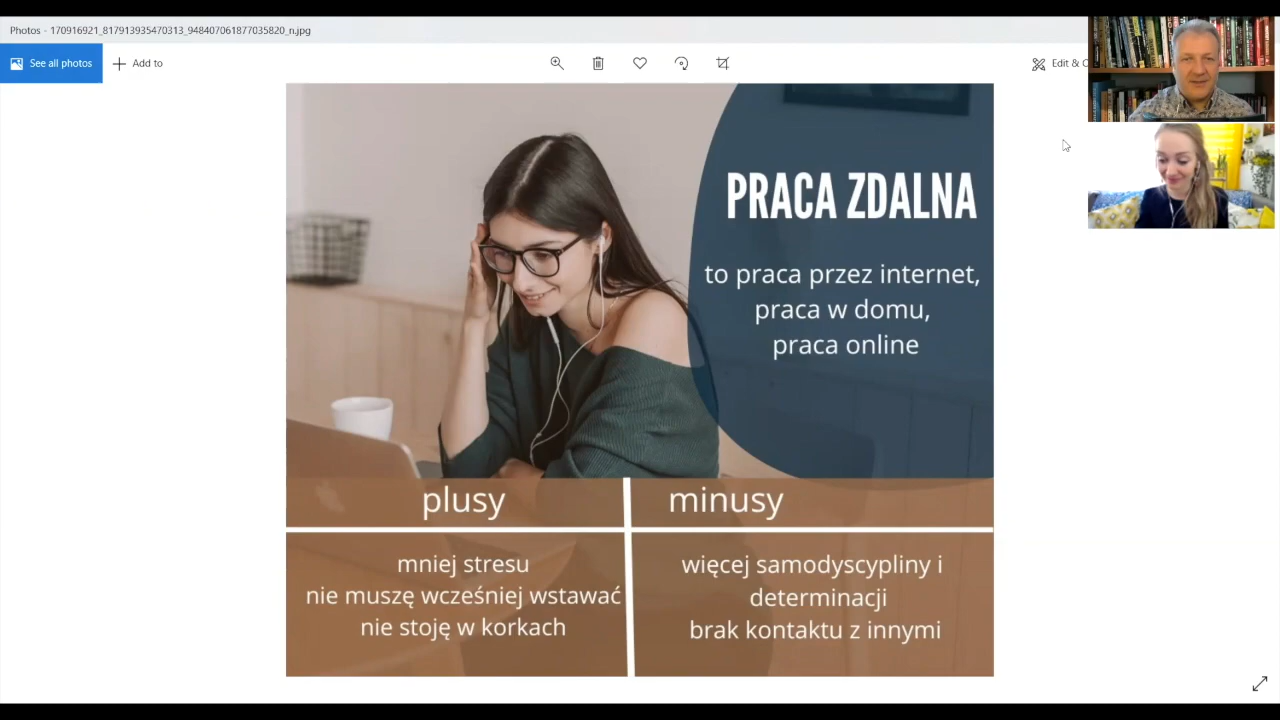 Photos - 170916921_817913935470313_948407061877035820_n.jpg
See all photos
Add to
Edit &
PRACA ZDALNA
to praca przez internet,
praca w domu,
praca online
plusy
minusy
mniej stresu
nie muszę wcześniej wstawać
nie stoję w korkach
więcej samodyscypliny i
determinacji
brak kontaktu z innymi